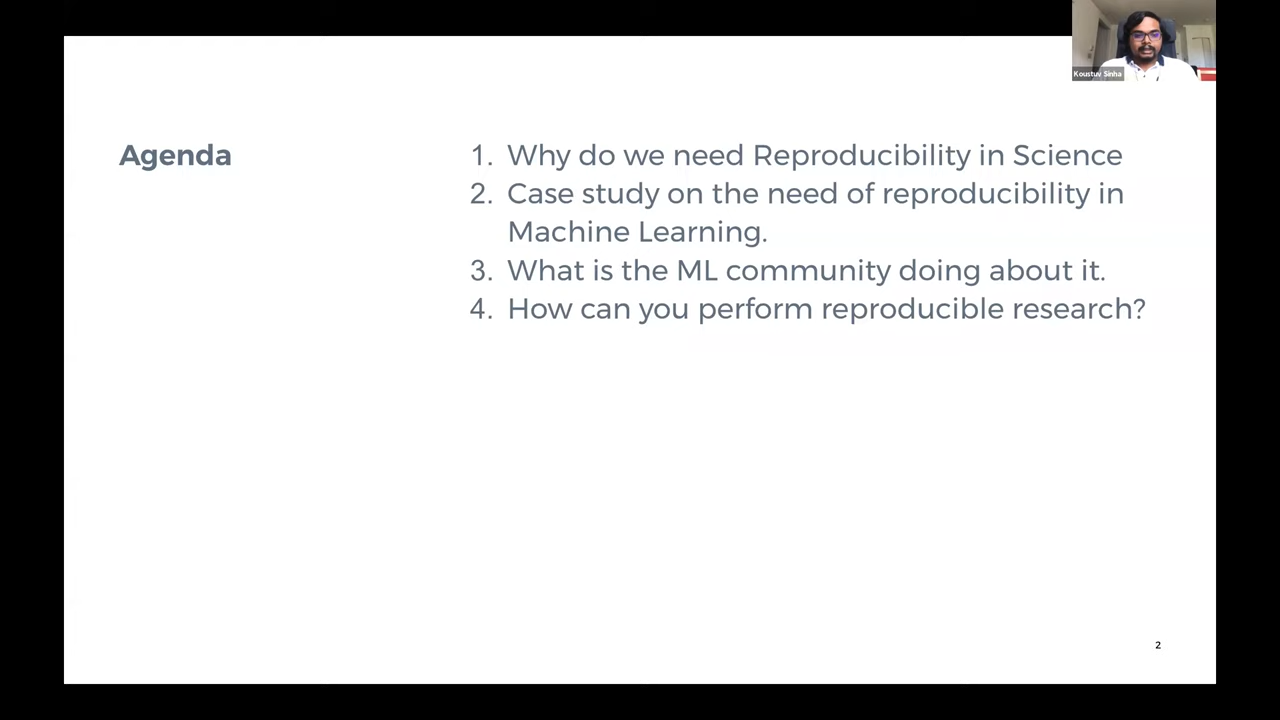 Koustuv Sinha
Agenda
1. Why do we need Reproducibility in Science
2. Case study on the need of reproducibility in
Machine Learning.
3. What is the ML community doing about it.
4. How can you perform reproducible research?
2